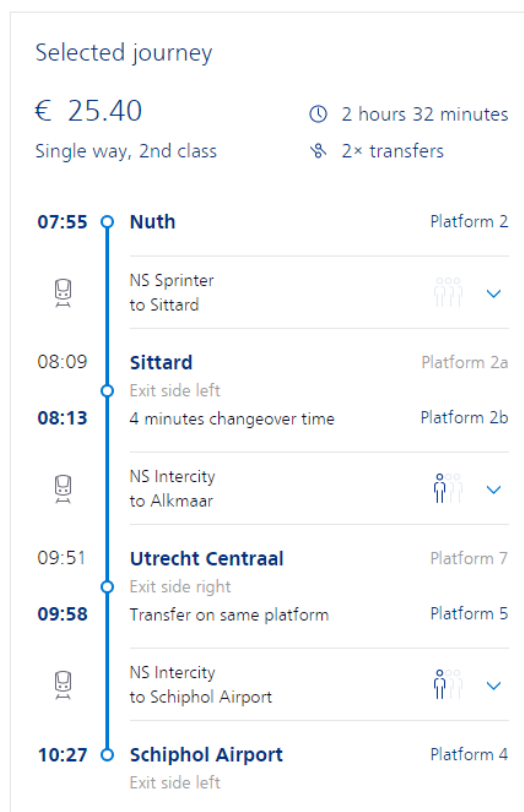 Selected journey
€ 25.40
2 hours 32 minutes
Single way, 2nd class
2× transfers
07:55 Nuth Platform 2
NS Sprinter
to Sittard
08:09 Sittard Platform 2a
Exit side left
08:13 4 minutes changeover time Platform 2b
NS Intercity
to Alkmaar
09:51 Utrecht Centraal Platform 7
Exit side right
09:58 Transfer on same platform Platform 5
NS Intercity
to Schiphol Airport
10:27 Schiphol Airport Platform 4
Exit side left